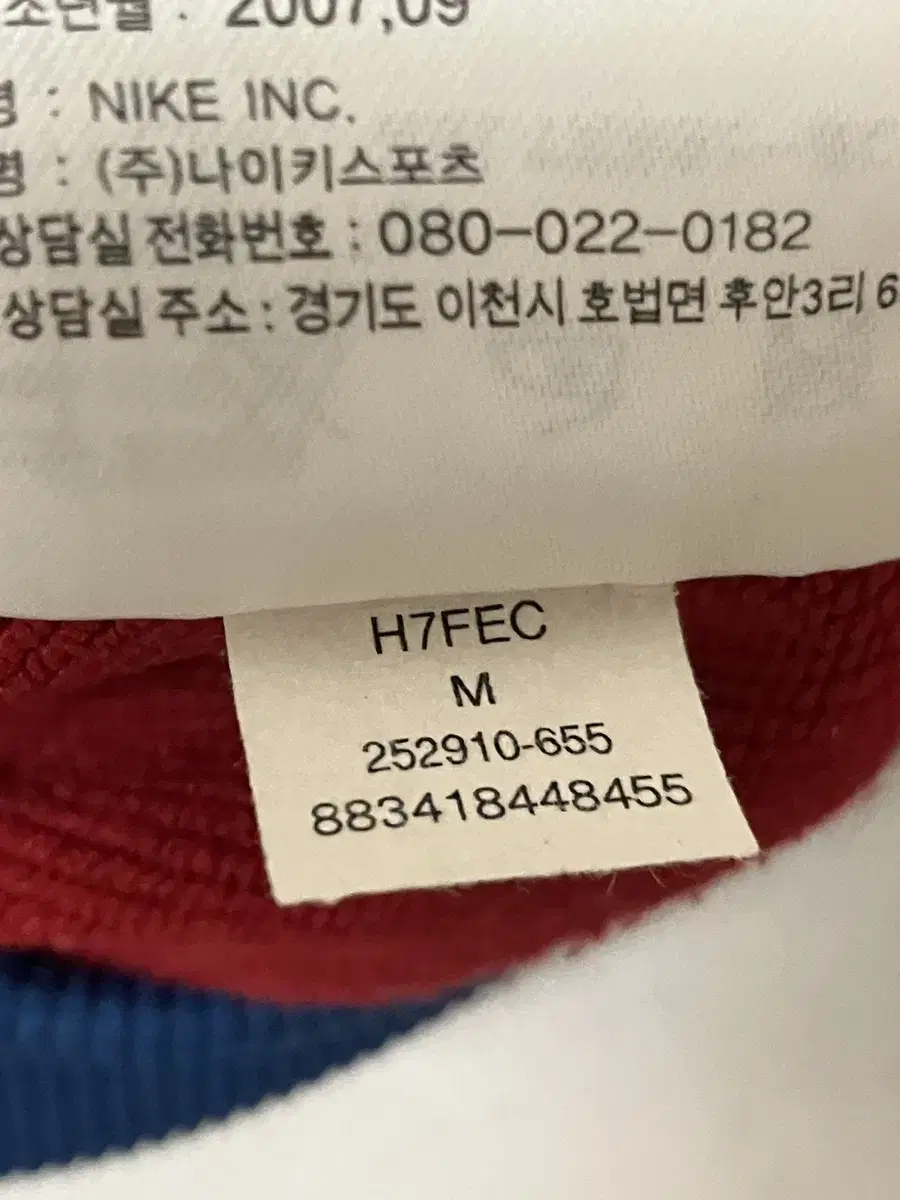 조년월 : 2007,09
명 : NIKE INC.
명 : (주)나이키스포츠
상담실 전화번호 : 080-022-0182
상담실 주소 : 경기도 이천시 호법면 후안3리 6
H7FEC
M
252910-655
883418448455